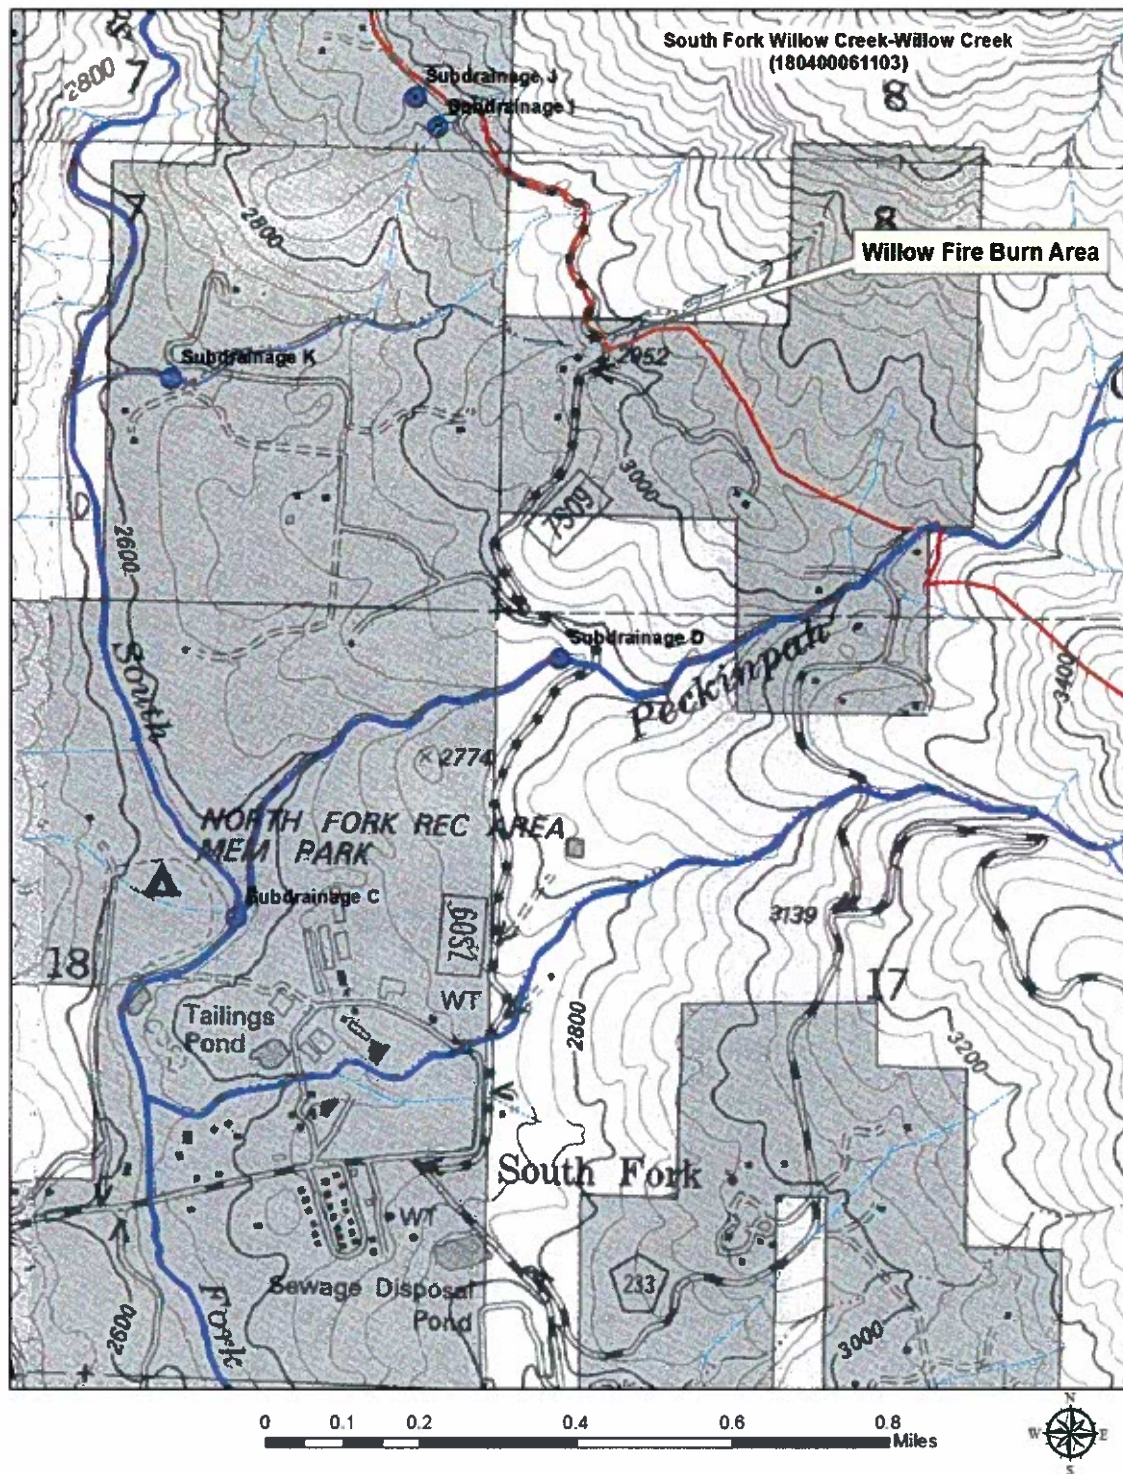 South Fork Willow Creek-Willow Creek
(180400061103)
2800
7
8
Subdrainage J
Subdrainage I
7
2800
8
Willow Fire Burn Area
Subdrainage K
2952
3000
7S09
2600
Subdrainage D
South
Peckinpah
3400
× 2774
NORTH FORK REC AREA
MEM PARK
Subdrainage C
3139
18
17
WT
Tailings
Pond
2800
3200
South Fork
WT
233
Sewage Disposal
Pond
2600
Fork
3000
0 0.1 0.2 0.4 0.6 0.8
Miles
N
W E
S